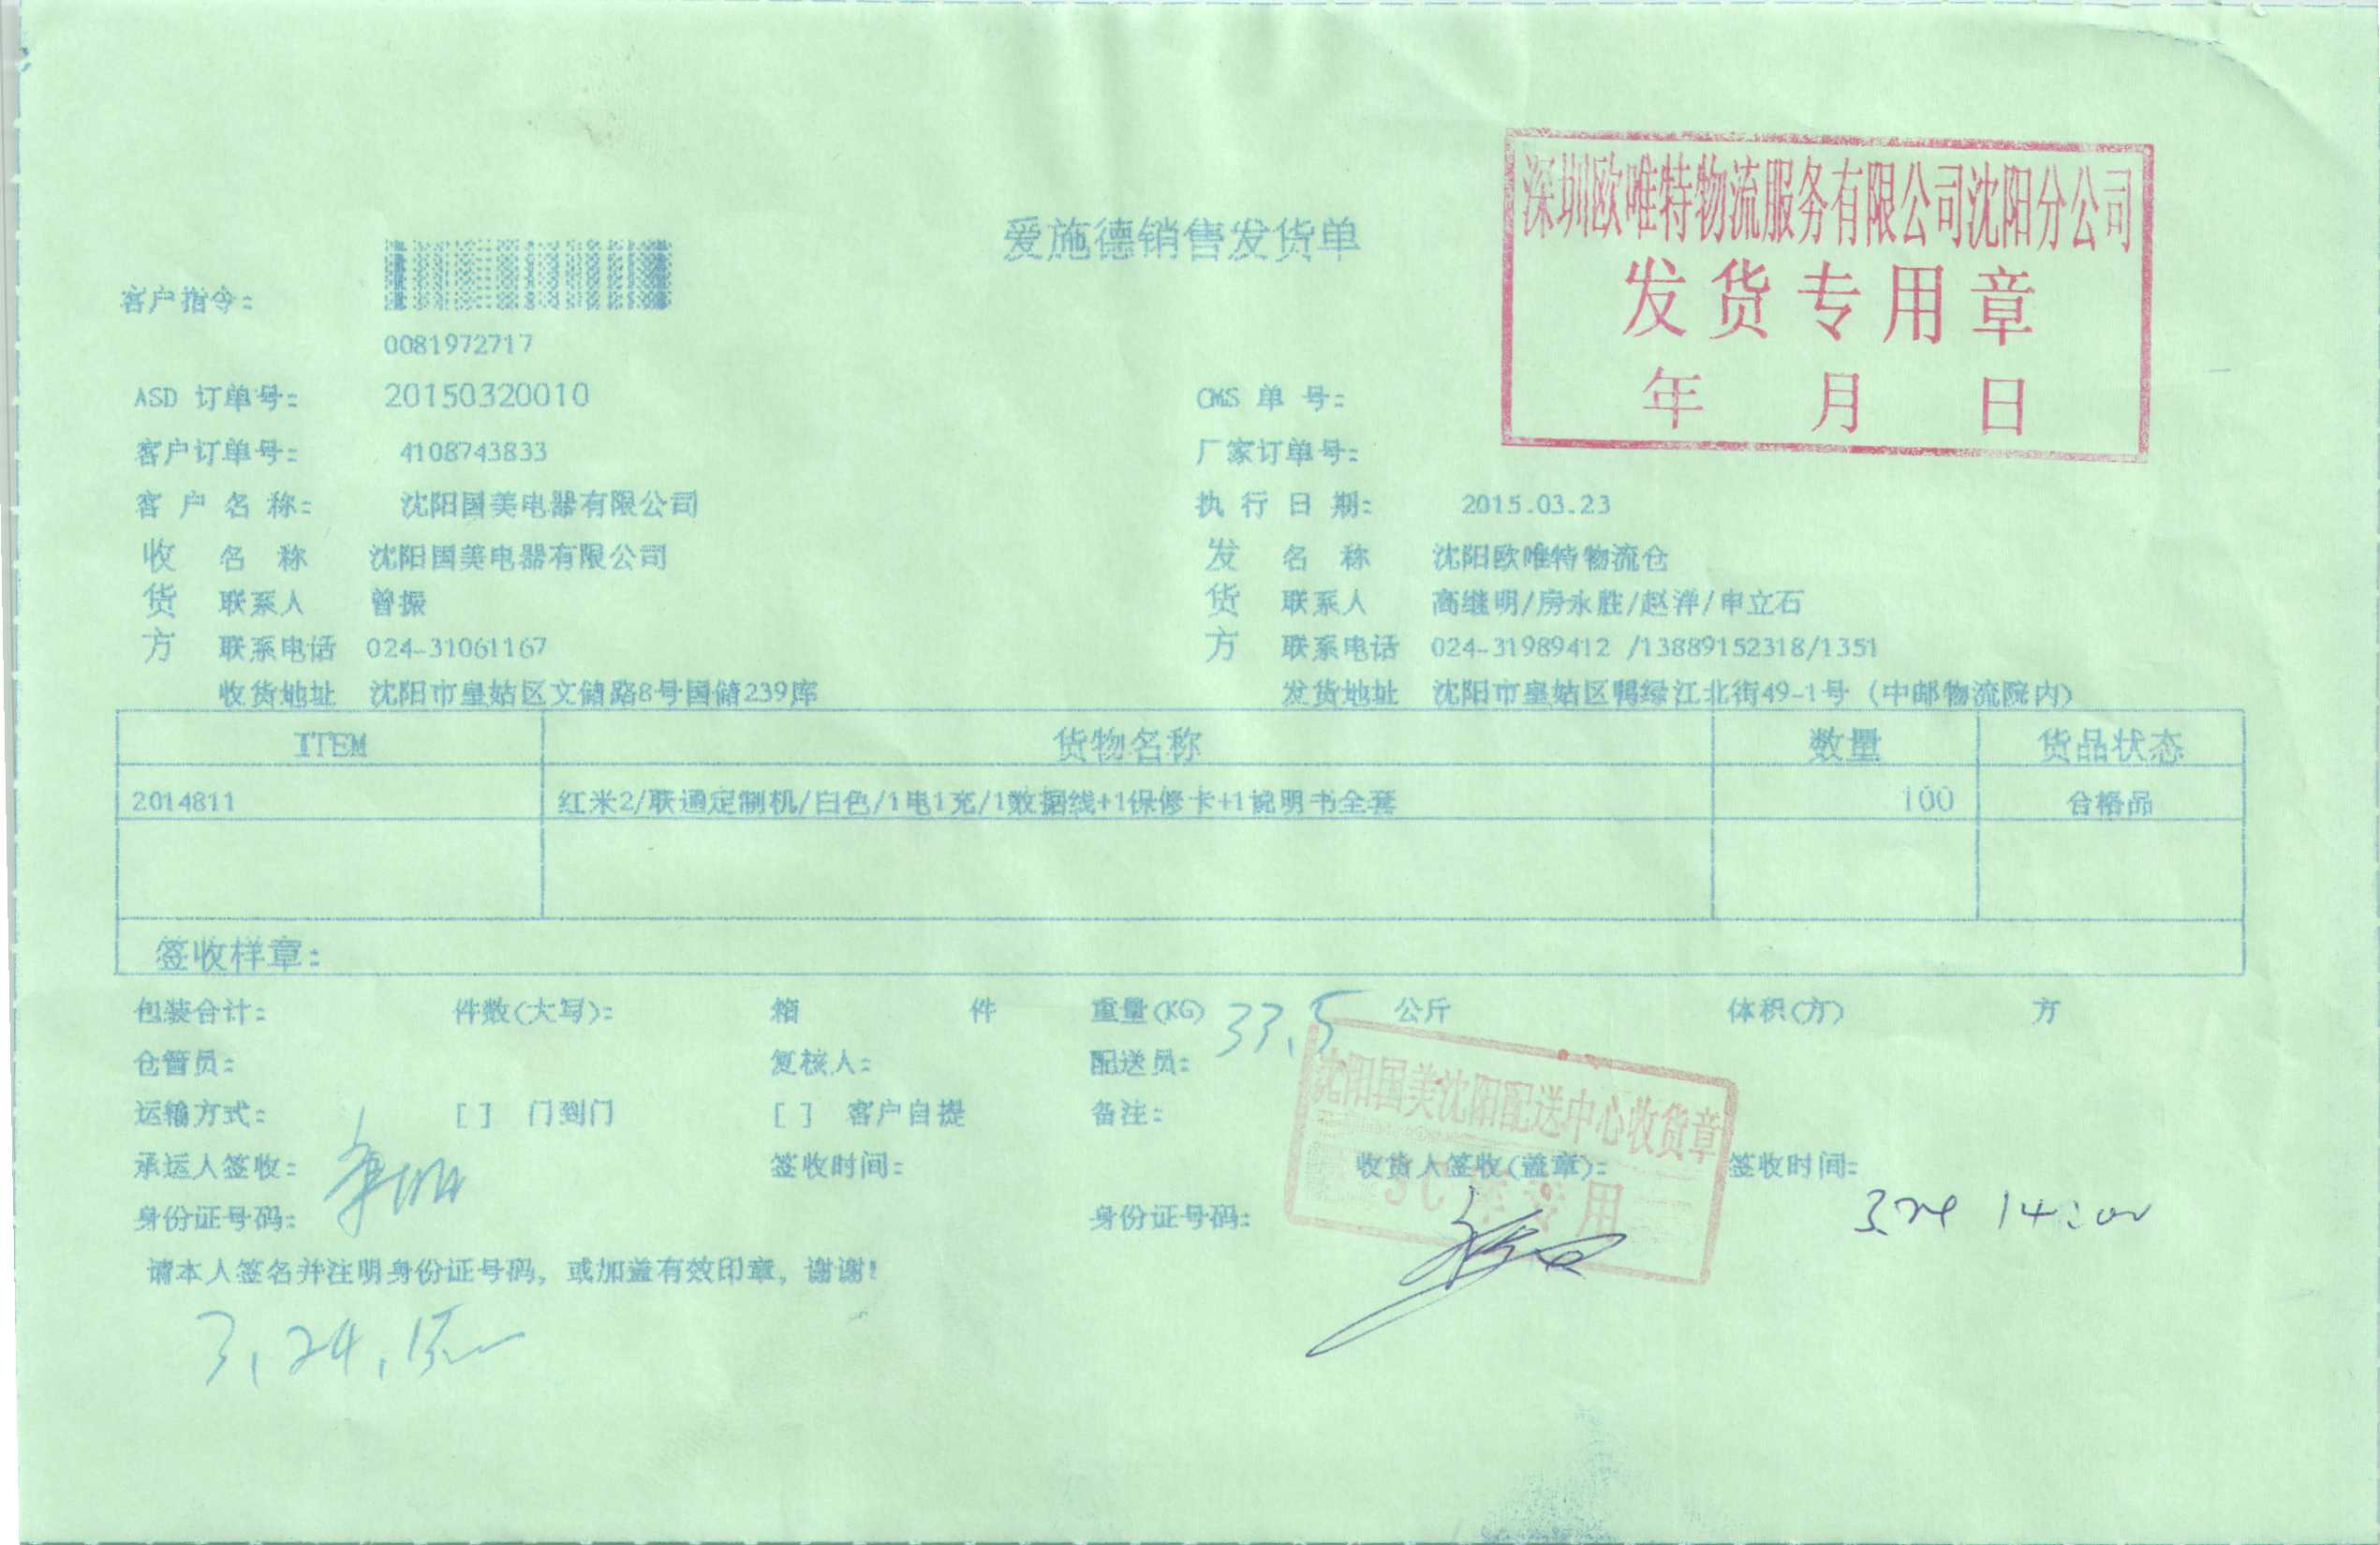 深圳欧唯特物流服务有限公司沈阳分公司
发货专用章
年 月 日
爱施德销售发货单
客户指令:
0081972717
ASD 订单号: 20150320010 CMS 单 号:
客户订单号: 4108743833 厂家订单号:
客 户 名 称: 沈阳国美电器有限公司 执 行 日 期: 2015.03.23
收 名 称 沈阳国美电器有限公司 发 名 称 沈阳欧唯特物流仓
货 联系人 曾振 货 联系人 高继明/房永胜/赵洋/申立石
方 联系电话 024-31061167 方 联系电话 024-31989412 /13889152318/1351
收货地址 沈阳市皇姑区文储路8号国储239库 发货地址 沈阳市皇姑区鸭绿江北街49-1号 (中邮物流院内)
ITEM 货物名称 数量 货品状态
2014811 红米2/联通定制机/白色/1电1充/1数据线+1保修卡+1说明书全套 100 合格品
签收样章:
包装合计: 件数(大写): 箱 件 重量(KG) 33.5 公斤 体积(方) 方
仓管员: 复核人: 配送员:
沈阳国美沈阳配送中心收货章
运输方式: [ ] 门到门 [ ] 客户自提 备注:
承运人签收: 签收时间: 收货人签收(盖章): 签收时间:
用
身份证号码: 身份证号码: 14:00
请本人签名并注明身份证号码, 或加盖有效印章, 谢谢!
3,24,